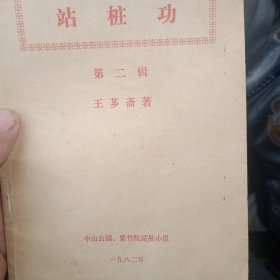 站桩功
第二辑
王芗斋著
中山公园、紫竹院站桩小组
一九八二年